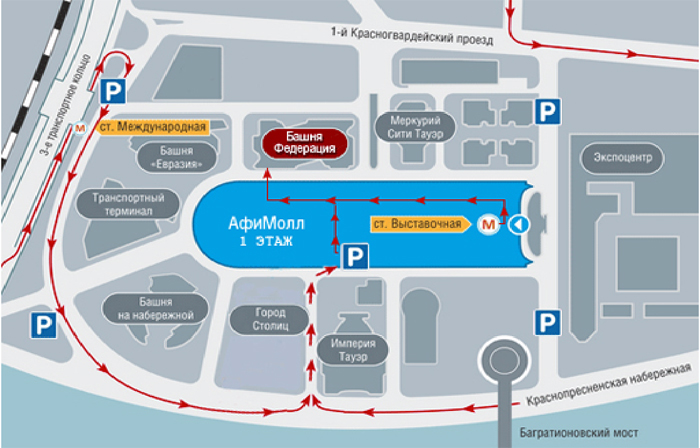 1-й Красногвардейский проезд
3-е транспортное кольцо
P
P
М
ст. Международная
Башня
«Евразия»
Башня
Федерация
Меркурий
Сити Тауэр
Экспоцентр
Транспортный
терминал
АфиМолл
1 ЭТАЖ
ст. Выставочная
М
P
Башня
на набережной
Город
Столиц
Империя
Тауэр
P
P
Краснопресненская набережная
Багратионовский мост